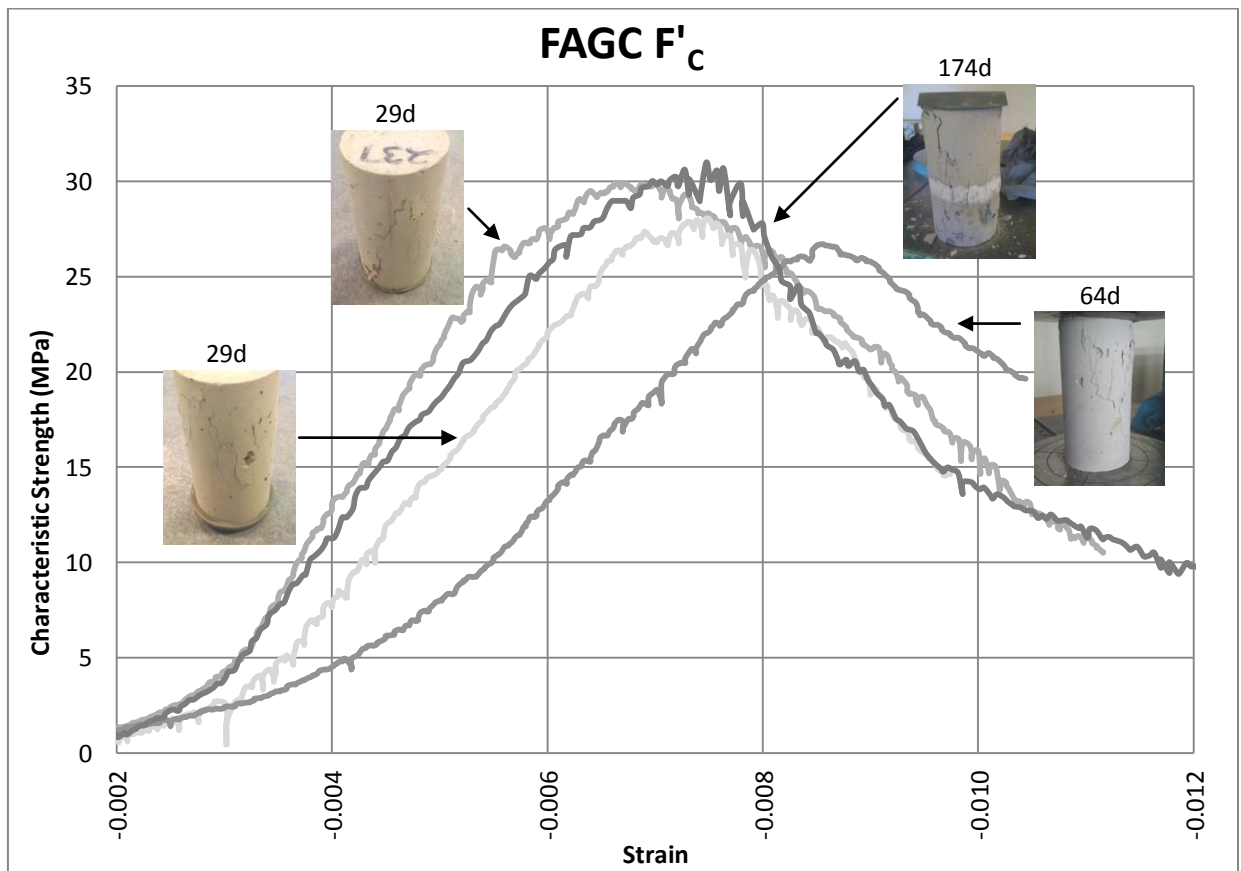 FAGC F'C
Characteristic Strength (MPa)
35
30
25
20
15
10
5
0
29d
237
29d
174d
64d
-0.002
-0.004
-0.006
-0.008
-0.010
-0.012
Strain